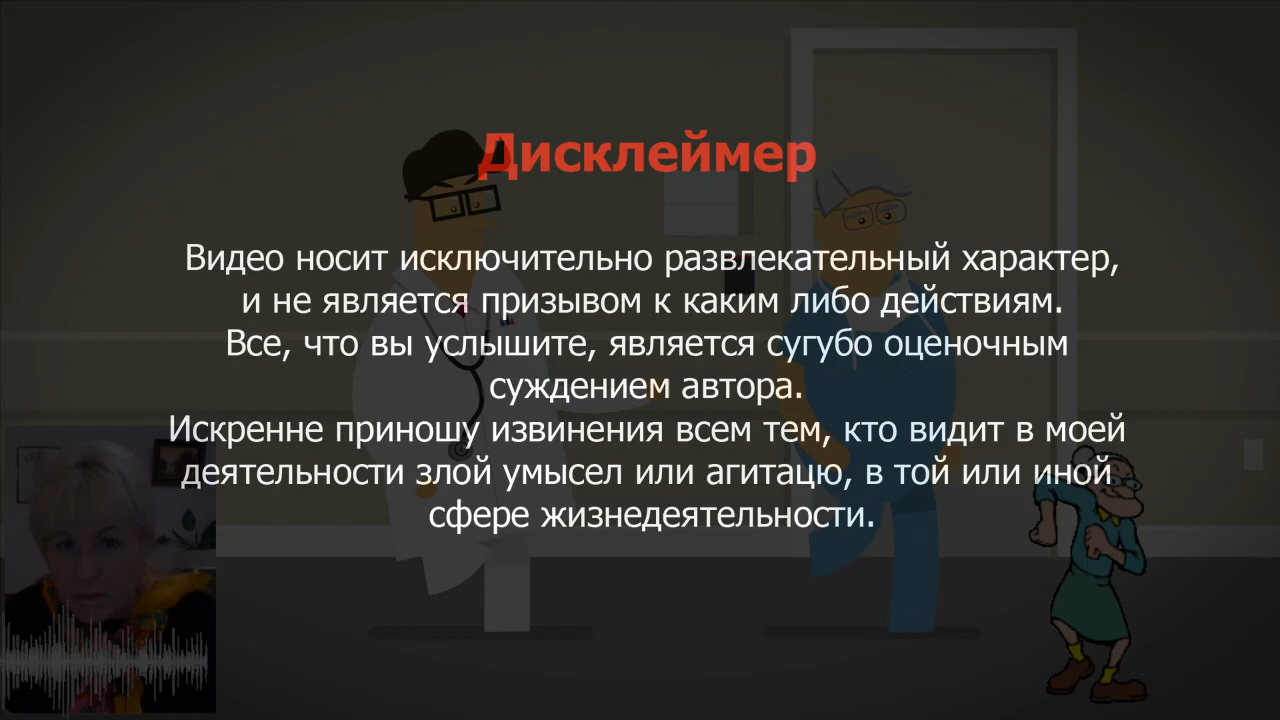 Дисклеймер
Видео носит исключительно развлекательный характер,
и не является призывом к каким либо действиям.
Все, что вы услышите, является сугубо оценочным
суждением автора.
Искренне приношу извинения всем тем, кто видит в моей
деятельности злой умысел или агитацю, в той или иной
сфере жизнедеятельности.